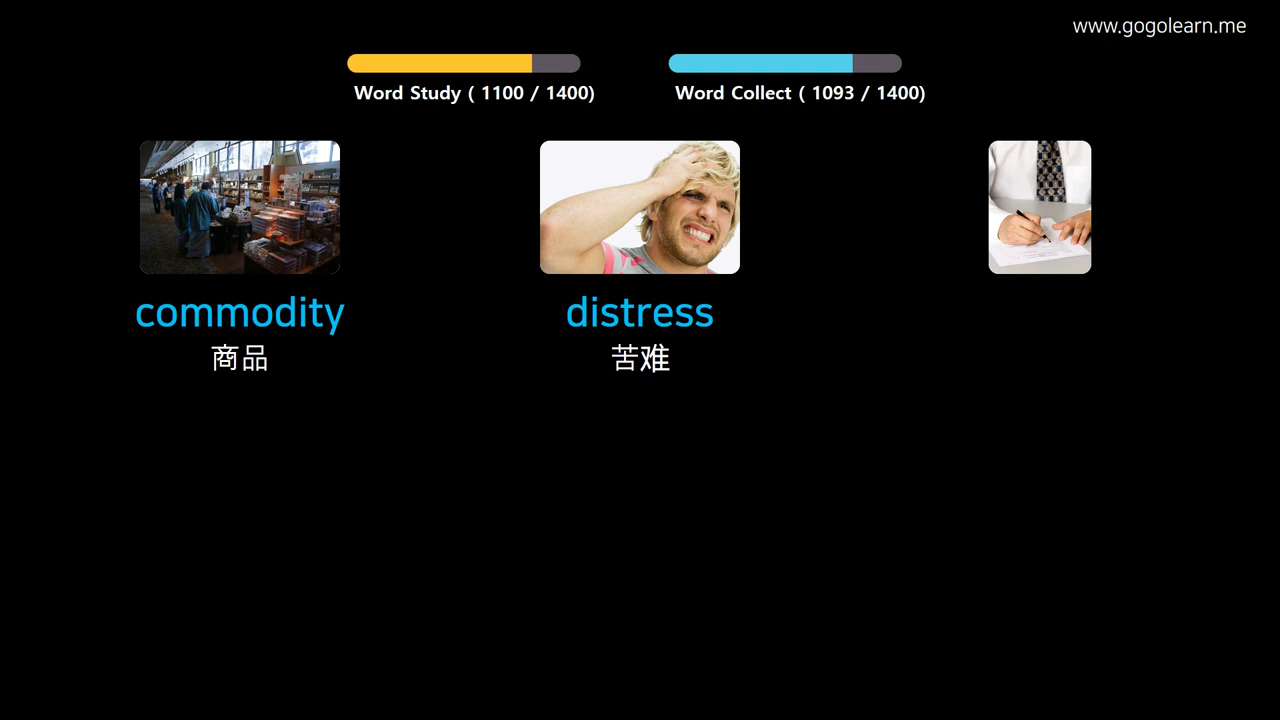 www.gogolearn.me
Word Study ( 1100 / 1400)
Word Collect ( 1093 / 1400)
commodity
商品
distress
苦难